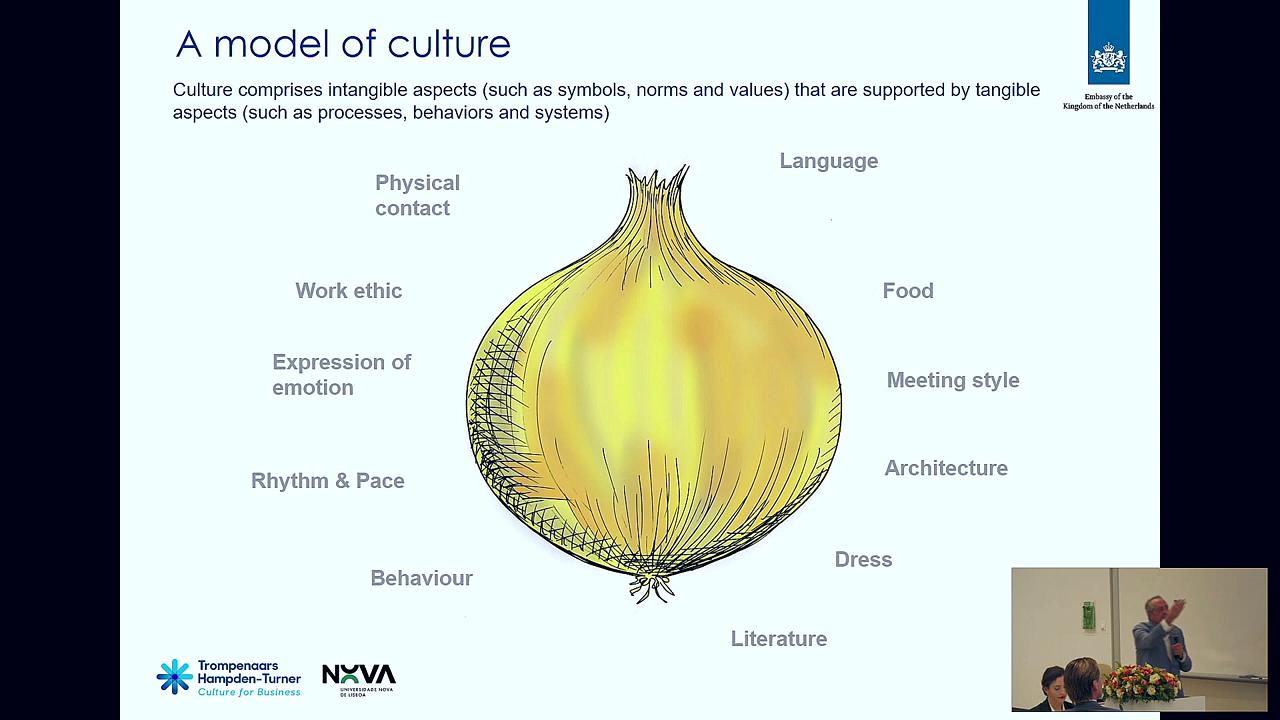 A model of culture
Culture comprises intangible aspects (such as symbols, norms and values) that are supported by tangible
aspects (such as processes, behaviors and systems)
Embassy of the
Kingdom of the Netherlands
Language
Physical
contact
Work ethic
Food
Expression of
emotion
Meeting style
Architecture
Rhythm & Pace
Dress
Behaviour
Literature
Trompenaars
Hampden-Turner
Culture for Business
NOVA
UNIVERSIDADE NOVA
DE LISBOA